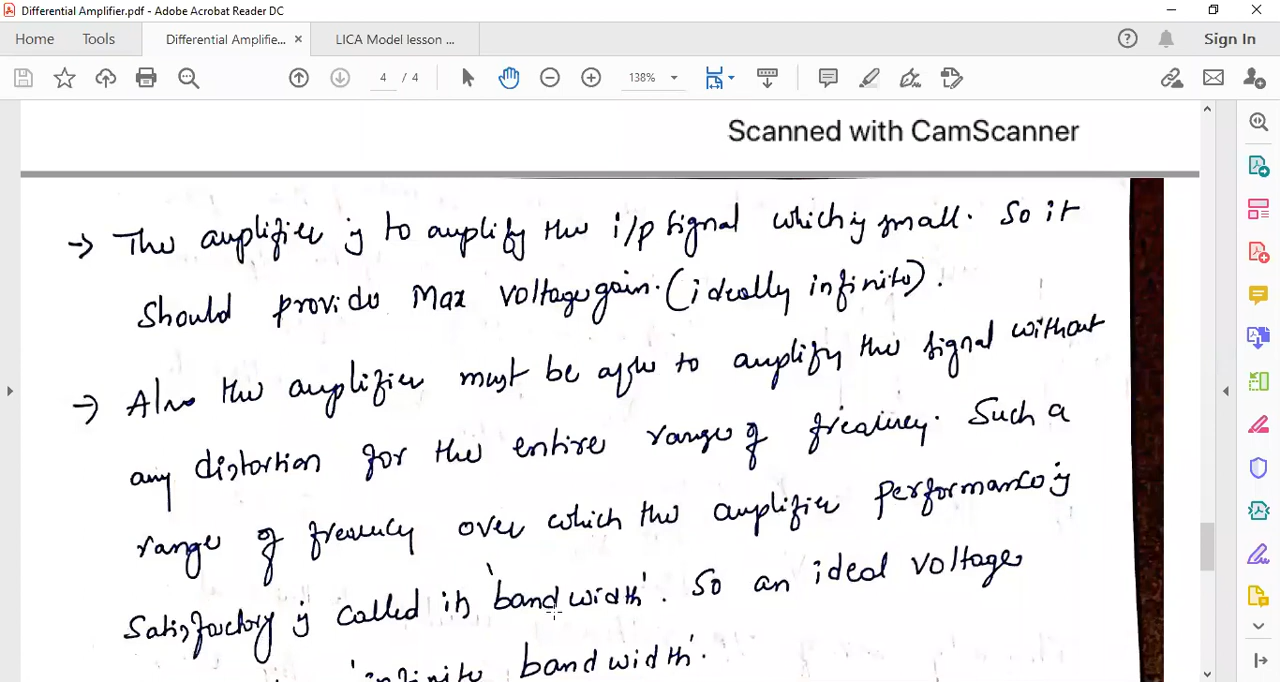 Differential Amplifier.pdf - Adobe Acrobat Reader DC
Home Tools Differential Amplifie... × LICA Model lesson ... Sign In
4 / 4 138%
Scanned with CamScanner
→ The amplifier is to amplify the i/p signal which is small. So it
should provide Max voltage gain. (ideally infinite).
→ Also the amplifier must be able to amplify the signal without
any distortion for the entire range of frequency. Such a
range of frequency over which the amplifier performance is
Satisfactory is called its 'band width'. So an ideal voltage
'infinite band width'.